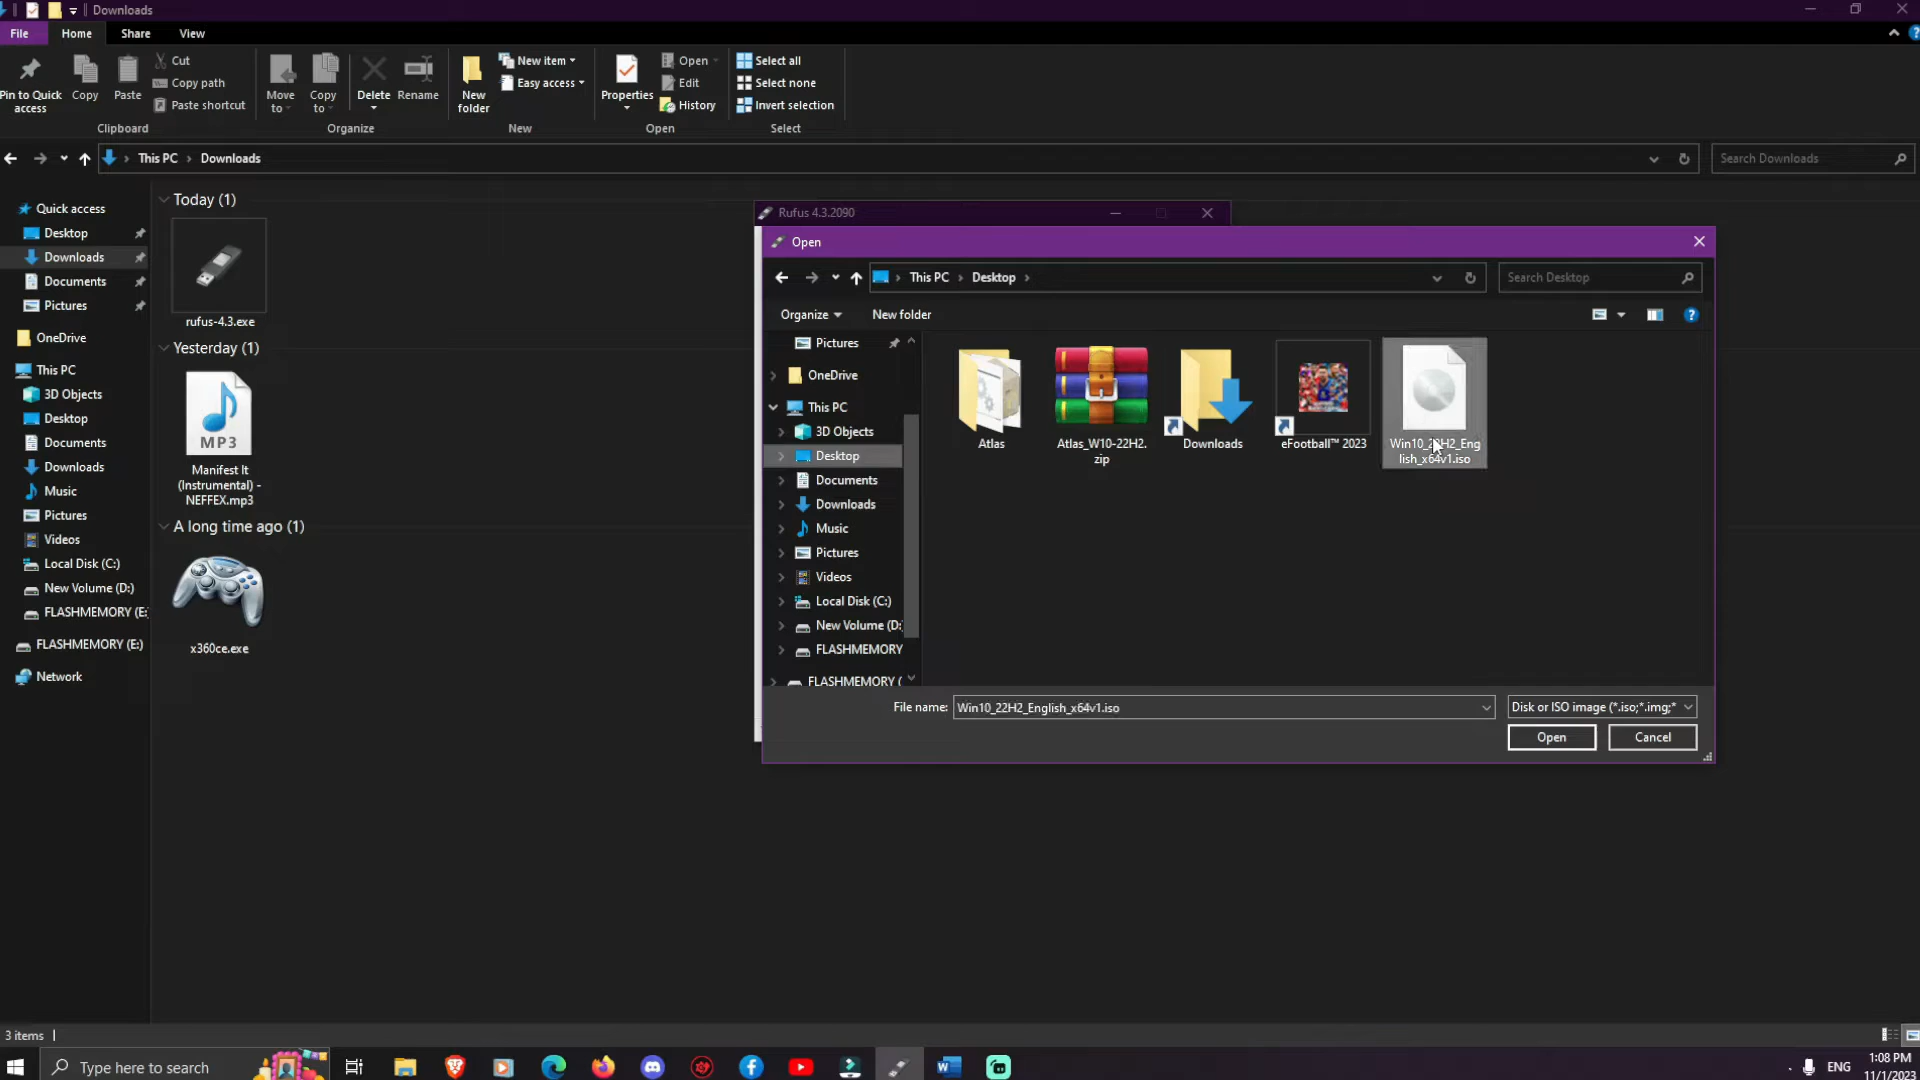 Downloads
File
Home
Share
View
Pin to Quick
access
Copy
Paste
Cut
Copy path
Paste shortcut
Clipboard
Move
to
Copy
to
Delete
Rename
Organize
New
folder
New item
Easy access
New
Properties
Open
Edit
History
Open
Select all
Select none
Invert selection
Select
This PC
Downloads
Search Downloads
Quick access
Desktop
Downloads
Documents
Pictures
OneDrive
This PC
3D Objects
Desktop
Documents
Downloads
Music
Pictures
Videos
Local Disk (C:)
New Volume (D:)
FLASHMEMORY (E:
FLASHMEMORY (E:)
Network
Today (1)
rufus-4.3.exe
Yesterday (1)
MP3
Manifest It
(Instrumental) -
NEFFEX.mp3
A long time ago (1)
x360ce.exe
Rufus 4.3.2090
Open
This PC
Desktop
Search Desktop
Organize
New folder
Pictures
OneDrive
This PC
3D Objects
Desktop
Documents
Downloads
Music
Pictures
Videos
Local Disk (C:)
New Volume (D:
FLASHMEMORY
FLASHMEMORY (
Atlas
Atlas_W10-22H2.
zip
Downloads
eFootball™ 2023
Win10_22H2_Eng
lish_x64v1.iso
File name:
Win10_22H2_English_x64v1.iso
Disk or ISO image (*.iso;*.img;*
Open
Cancel
3 items
Type here to search
ENG
1:08 PM
11/1/2023